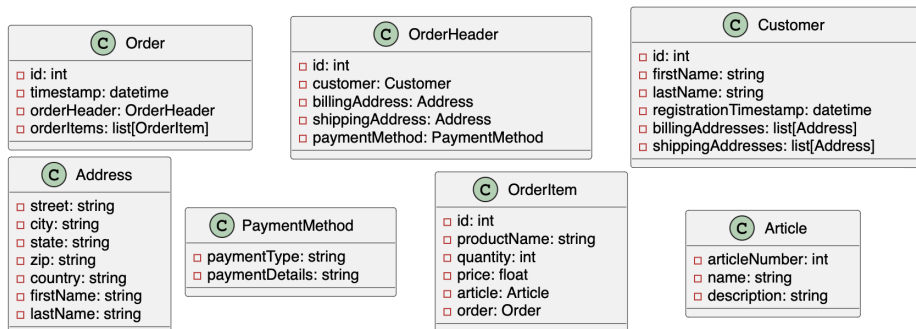 C Order
id: int
timestamp: datetime
orderHeader: OrderHeader
orderItems: list[OrderItem]
C OrderHeader
id: int
customer: Customer
billingAddress: Address
shippingAddress: Address
paymentMethod: PaymentMethod
C Customer
id: int
firstName: string
lastName: string
registrationTimestamp: datetime
billingAddresses: list[Address]
shippingAddresses: list[Address]
C Address
street: string
city: string
state: string
zip: string
country: string
firstName: string
lastName: string
C PaymentMethod
paymentType: string
paymentDetails: string
C OrderItem
id: int
productName: string
quantity: int
price: float
article: Article
order: Order
C Article
articleNumber: int
name: string
description: string